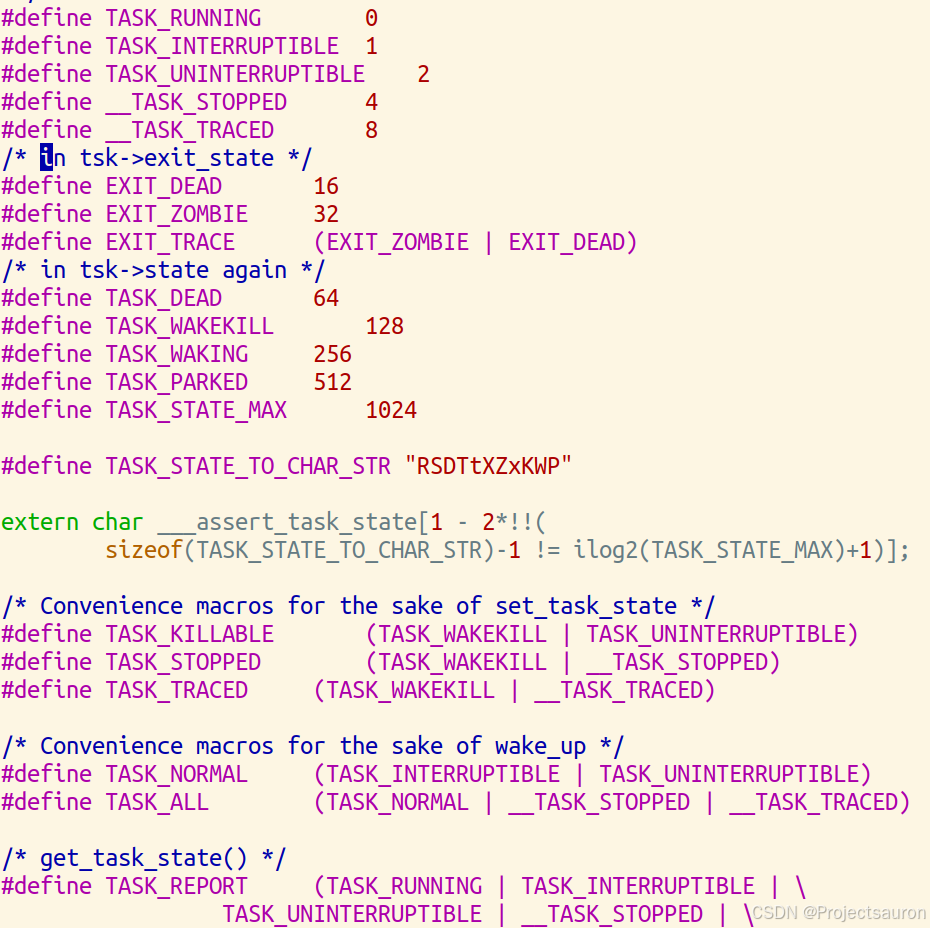 #define TASK_RUNNING		0
#define TASK_INTERRUPTIBLE	1
#define TASK_UNINTERRUPTIBLE	2
#define __TASK_STOPPED		4
#define __TASK_TRACED		8
/* in tsk->exit_state */
#define EXIT_DEAD		16
#define EXIT_ZOMBIE		32
#define EXIT_TRACE		(EXIT_ZOMBIE | EXIT_DEAD)
/* in tsk->state again */
#define TASK_DEAD		64
#define TASK_WAKEKILL		128
#define TASK_WAKING		256
#define TASK_PARKED		512
#define TASK_STATE_MAX		1024
#define TASK_STATE_TO_CHAR_STR "RSDTtXZxKWP"
extern char ___assert_task_state[1 - 2*!!(
		sizeof(TASK_STATE_TO_CHAR_STR)-1 != ilog2(TASK_STATE_MAX)+1)];
/* Convenience macros for the sake of set_task_state */
#define TASK_KILLABLE		(TASK_WAKEKILL | TASK_UNINTERRUPTIBLE)
#define TASK_STOPPED		(TASK_WAKEKILL | __TASK_STOPPED)
#define TASK_TRACED		(TASK_WAKEKILL | __TASK_TRACED)
/* Convenience macros for the sake of wake_up */
#define TASK_NORMAL		(TASK_INTERRUPTIBLE | TASK_UNINTERRUPTIBLE)
#define TASK_ALL		(TASK_NORMAL | __TASK_STOPPED | __TASK_TRACED)
/* get_task_state() */
#define TASK_REPORT		(TASK_RUNNING | TASK_INTERRUPTIBLE | \
				 TASK_UNINTERRUPTIBLE | __TASK_STOPPED | \
CSDN @Projectsauron